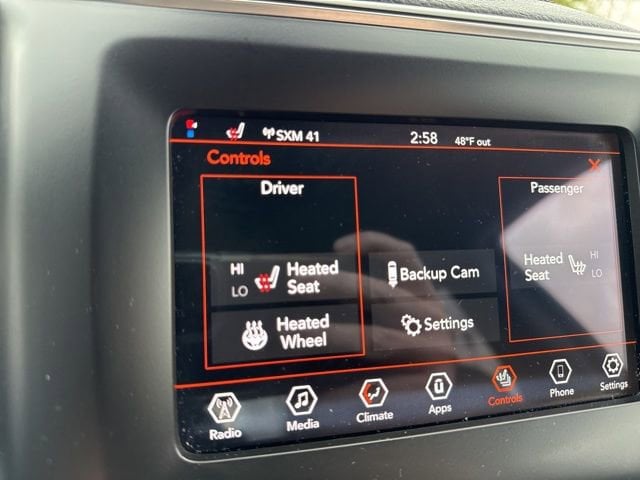 SXM 41 2:58 48°F out
Controls ×
Driver
HI
LO
Heated
Seat
Heated
Wheel
Backup Cam
Settings
Passenger
Heated
Seat
HI
LO
Radio Media Climate Apps Controls Phone Settings